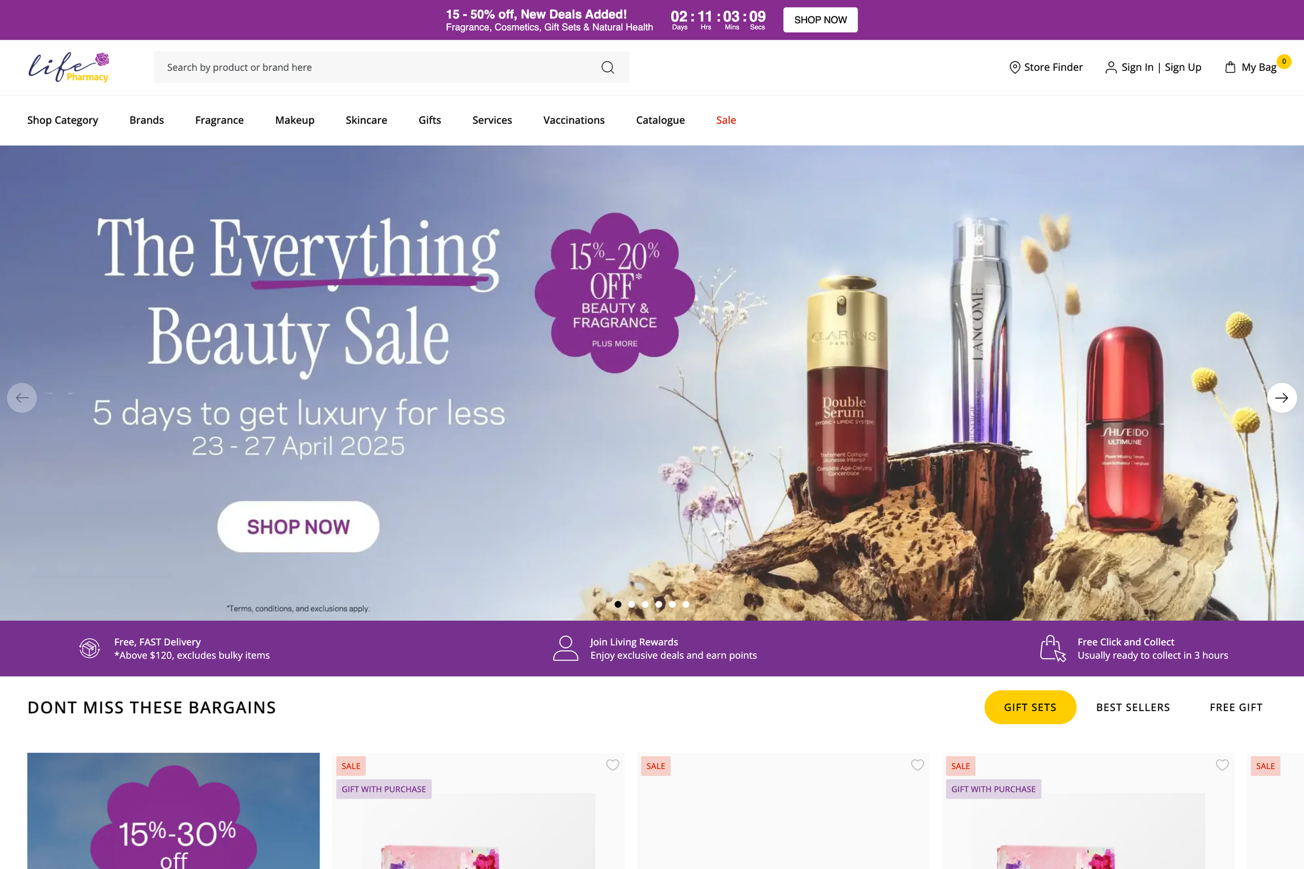 15 - 50% off, New Deals Added!
Fragrance, Cosmetics, Gift Sets & Natural Health
02 : 11 : 03 : 09
Days Hrs Mins Secs
SHOP NOW
life Pharmacy
Search by product or brand here
Store Finder
Sign In | Sign Up
My Bag
0
Shop Category
Brands
Fragrance
Makeup
Skincare
Gifts
Services
Vaccinations
Catalogue
Sale
The Everything
Beauty Sale
5 days to get luxury for less
23 - 27 April 2025
SHOP NOW
*Terms, conditions, and exclusions apply.
15%-20%
OFF*
BEAUTY &
FRAGRANCE
PLUS MORE
CLARINS
PARIS
Double
Serum
Traitement Complet
Complete Age-Defying
Concentrate
LANCÔME
SHISEIDO
ULTIMUNE
Free, FAST Delivery
*Above $120, excludes bulky items
Join Living Rewards
Enjoy exclusive deals and earn points
Free Click and Collect
Usually ready to collect in 3 hours
DONT MISS THESE BARGAINS
GIFT SETS
BEST SELLERS
FREE GIFT
15%-30%
off
SALE
GIFT WITH PURCHASE
SALE
SALE
GIFT WITH PURCHASE
SALE